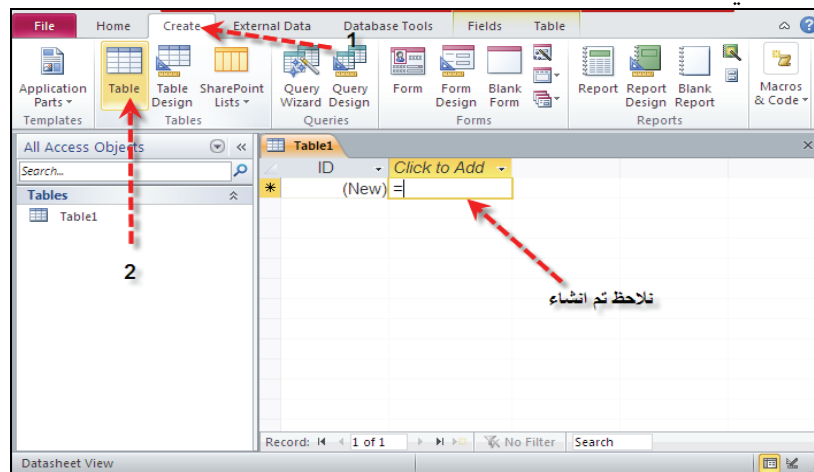 File Home Create External Data Database Tools Fields Table
1
Application Parts
Table
Table Design
SharePoint Lists
Query Wizard
Query Design
Form
Form Design
Blank Form
Report
Report Design
Blank Report
Macros & Code
Templates Tables Queries Forms Reports
All Access Objects
Table1
Search...
ID Click to Add
Tables
(New) =
Table1
2
نلاحظ تم انشاء
Record: 1 of 1 No Filter Search
Datasheet View